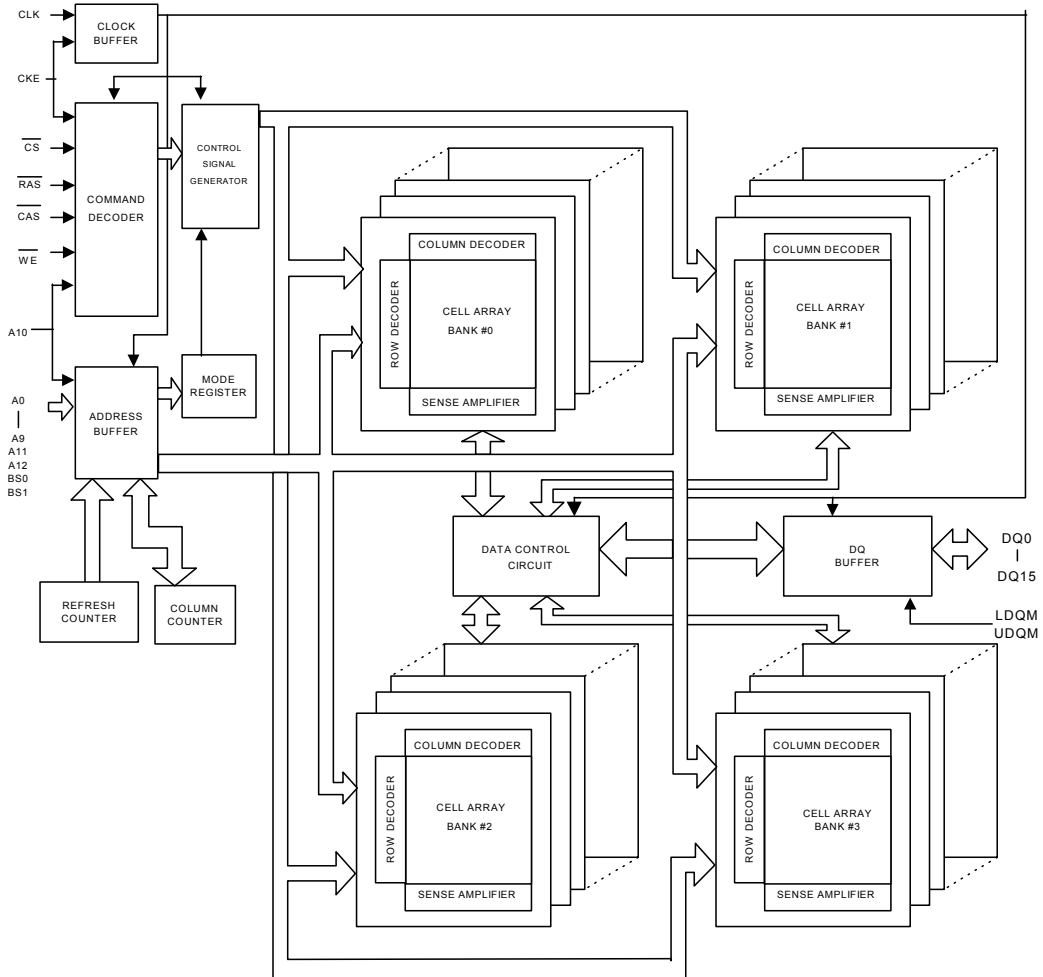 CLK
CLOCK
BUFFER
CKE
CS
RAS
CAS
WE
COMMAND
DECODER
CONTROL
SIGNAL
GENERATOR
A10
A0
A9
A11
A12
BS0
BS1
ADDRESS
BUFFER
MODE
REGISTER
REFRESH
COUNTER
COLUMN
COUNTER
COLUMN DECODER
ROW DECODER
CELL ARRAY
BANK #0
SENSE AMPLIFIER
COLUMN DECODER
ROW DECODER
CELL ARRAY
BANK #1
SENSE AMPLIFIER
DATA CONTROL
CIRCUIT
DQ
BUFFER
DQ0
DQ15
LDQM
UDQM
COLUMN DECODER
ROW DECODER
CELL ARRAY
BANK #2
SENSE AMPLIFIER
COLUMN DECODER
ROW DECODER
CELL ARRAY
BANK #3
SENSE AMPLIFIER